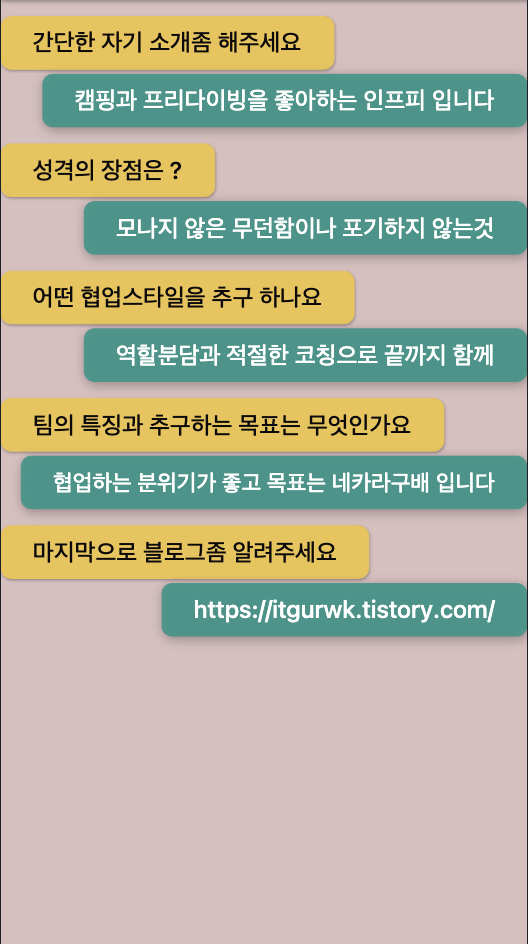 간단한 자기 소개좀 해주세요
캠핑과 프리다이빙을 좋아하는 인프피 입니다
성격의 장점은 ?
모나지 않은 무던함이나 포기하지 않는것
어떤 협업스타일을 추구 하나요
역할분담과 적절한 코칭으로 끝까지 함께
팀의 특징과 추구하는 목표는 무엇인가요
협업하는 분위기가 좋고 목표는 네카라구배 입니다
마지막으로 블로그좀 알려주세요
https://itgurwk.tistory.com/